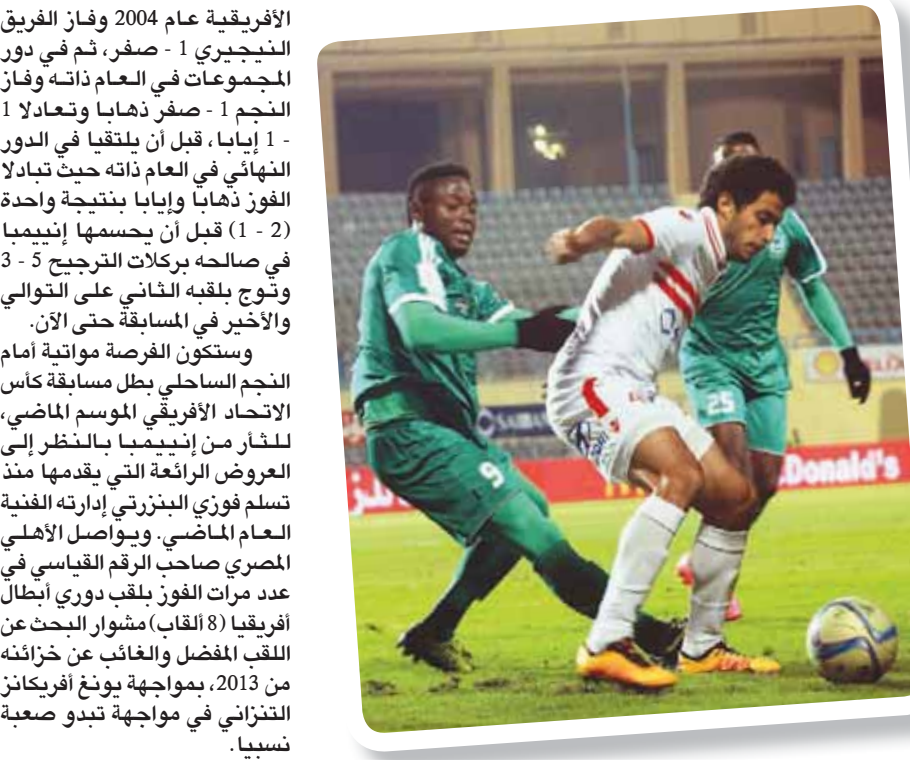 الأفريقية عام 2004 وفاز الفريق
النيجيري 1 - صفر، ثم في دور
المجموعات في العام ذاته وفاز
النجم 1 - صفر ذهابا وتعادلا 1
- 1 إيابا، قبل أن يلتقيا في الدور
النهائي في العام ذاته حيث تبادلا
الفوز ذهابا وإيابا بنتيجة واحدة
(2 - 1) قبل أن يحسمها إنييمبا
في صالحه بركلات الترجيح 5 - 3
وتوج بلقبه الثاني على التوالي
والأخير في المسابقة حتى الآن.
وستكون الفرصة مواتية أمام
النجم الساحلي بطل مسابقة كأس
الاتحاد الأفريقي الموسم الماضي،
للثأر من إنييمبا بالنظر إلى
العروض الرائعة التي يقدمها منذ
تسلم فوزي البنزرتي إدارته الفنية
العام الماضي. ويواصل الأهلي
المصري صاحب الرقم القياسي في
عدد مرات الفوز بلقب دوري أبطال
أفريقيا (8 ألقاب) مشوار البحث عن
اللقب المفضل والغائب عن خزائنه
من 2013، بمواجهة يونغ أفريكانز
التنزاني في مواجهة تبدو صعبة
نسبيا.
25
9
Donald's